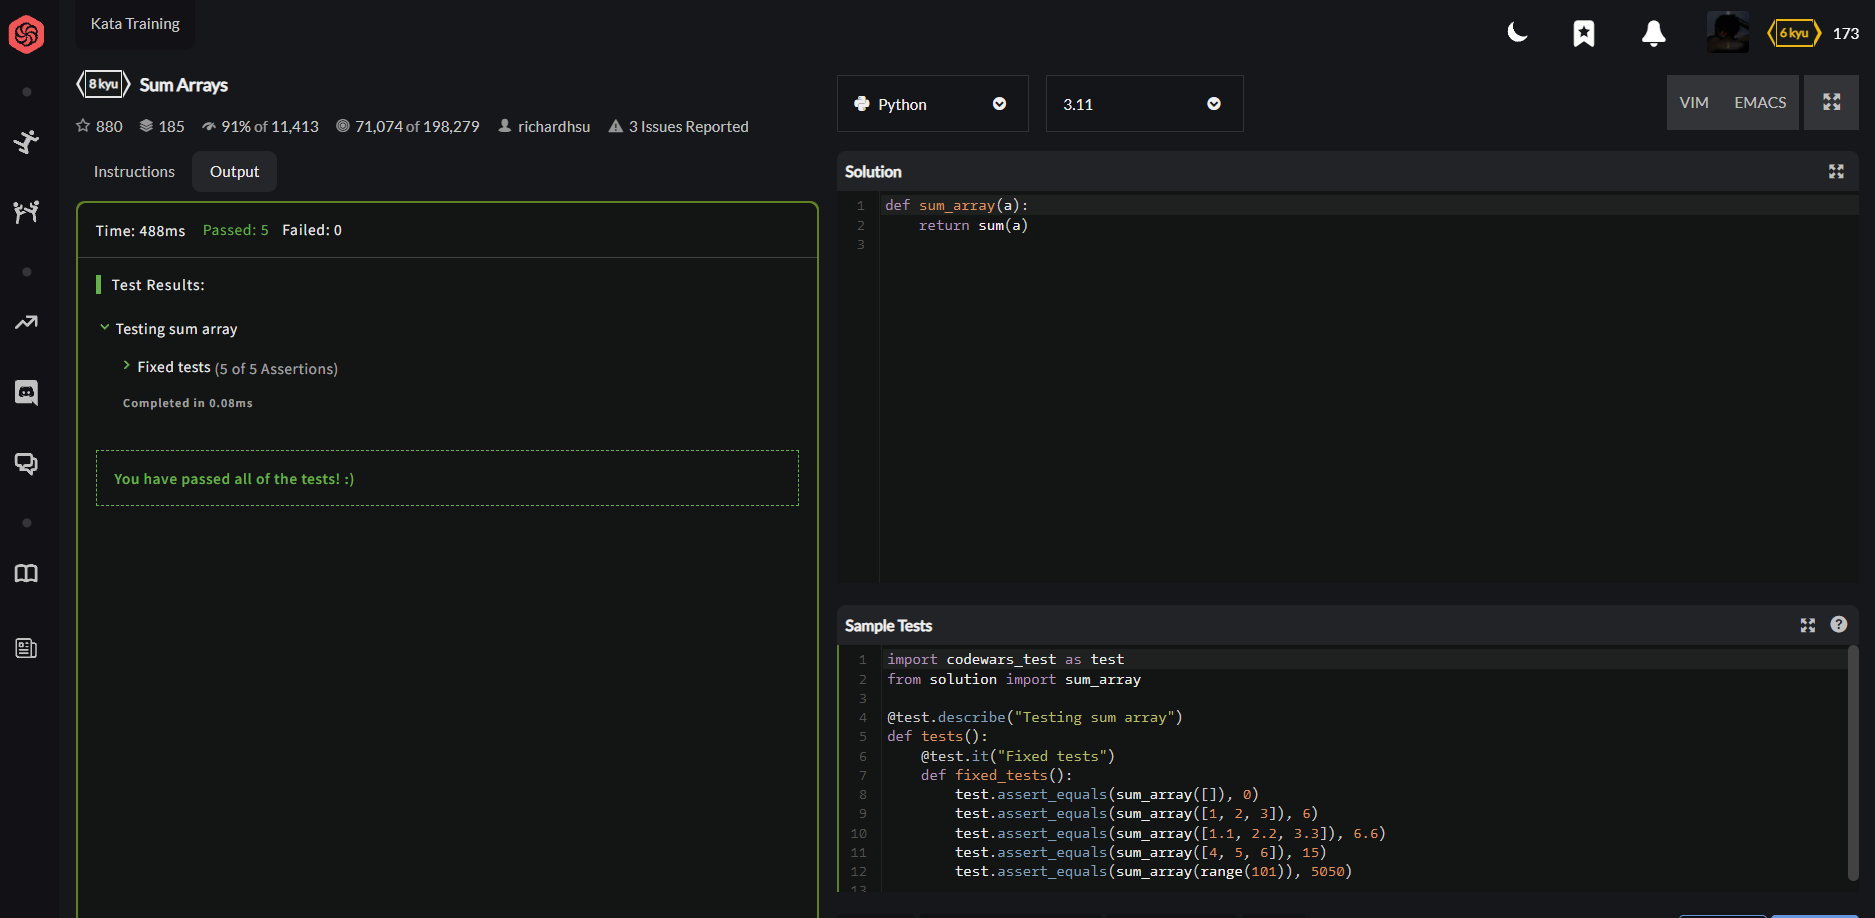 Kata Training
6 kyu 173
8 kyu Sum Arrays
880 185 91% of 11,413 71,074 of 198,279 richardhsu 3 Issues Reported
Instructions Output
Time: 488ms Passed: 5 Failed: 0
Test Results:
Testing sum array
Fixed tests (5 of 5 Assertions)
Completed in 0.08ms
You have passed all of the tests! :)
Python 3.11 VIM EMACS
Solution
1 def sum_array(a):
2     return sum(a)
3
Sample Tests ?
1 import codewars_test as test
2 from solution import sum_array
3
4 @test.describe("Testing sum array")
5 def tests():
6     @test.it("Fixed tests")
7     def fixed_tests():
8         test.assert_equals(sum_array([]), 0)
9         test.assert_equals(sum_array([1, 2, 3]), 6)
10         test.assert_equals(sum_array([1.1, 2.2, 3.3]), 6.6)
11         test.assert_equals(sum_array([4, 5, 6]), 15)
12         test.assert_equals(sum_array(range(101)), 5050)
13